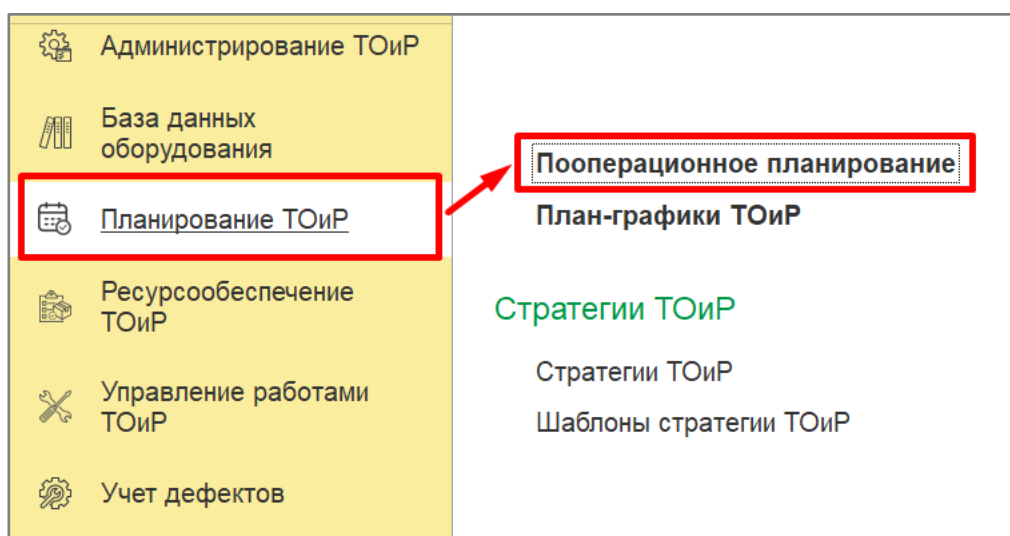 Администрирование ТОиР
База данных
оборудования
Планирование ТОиР
Ресурсообеспечение
ТОиР
Управление работами
ТОиР
Учет дефектов
Пооперационное планирование
План-графики ТОиР
Стратегии ТОиР
Стратегии ТОиР
Шаблоны стратегии ТОиР